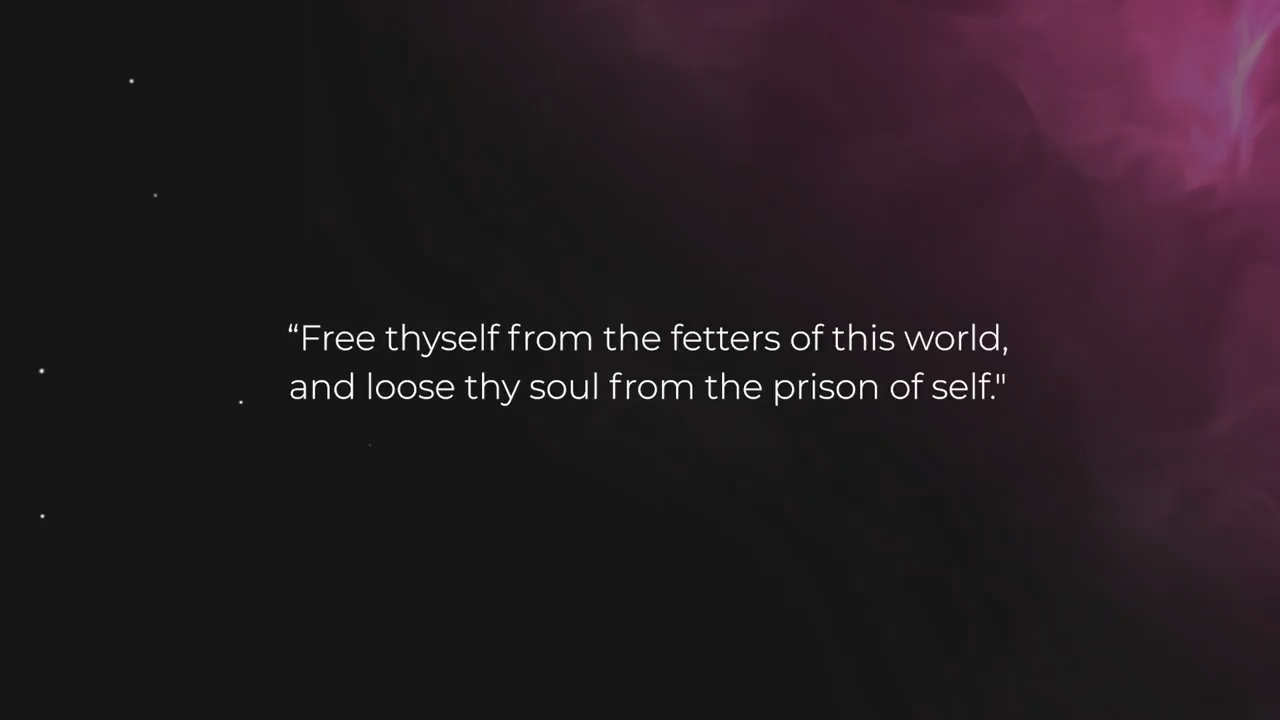 “Free thyself from the fetters of this world,
and loose thy soul from the prison of self."